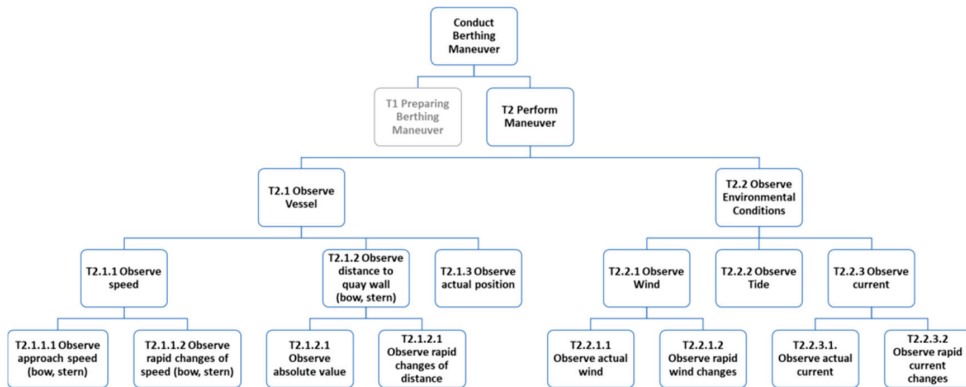 Conduct
Berthing
Maneuver
T1 Preparing
Berthing
Maneuver
T2 Perform
Maneuver
T2.1 Observe
Vessel
T2.2 Observe
Environmental
Conditions
T2.1.1 Observe
speed
T2.1.2 Observe
distance to
quay wall
(bow, stern)
T2.1.3 Observe
actual position
T2.2.1 Observe
Wind
T2.2.2 Observe
Tide
T2.2.3 Observe
current
T2.1.1.1 Observe
approach speed
(bow, stern)
T2.1.1.2 Observe
rapid changes of
speed (bow, stern)
T2.1.2.1
Observe
absolute value
T2.1.2.1
Observe rapid
changes of
distance
T2.2.1.1
Observe actual
wind
T2.2.1.2
Observe rapid
wind changes
T2.2.3.1.
Observe actual
current
T2.2.3.2
Observe rapid
current
changes